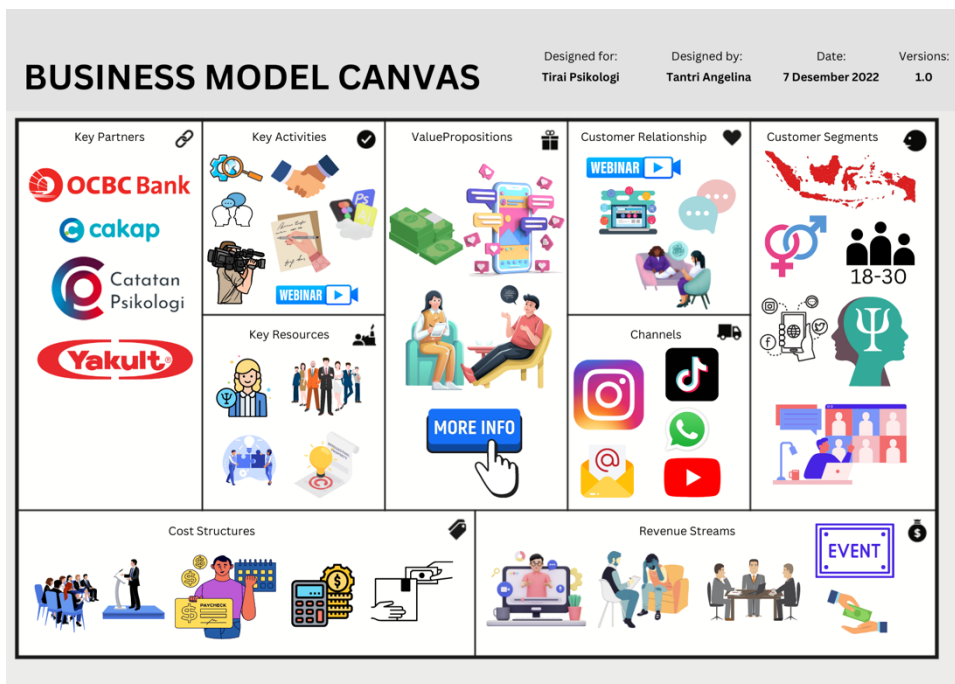 BUSINESS MODEL CANVAS
Designed for:
Tirai Psikologi
Designed by:
Tantri Angelina
Date:
7 Desember 2022
Versions:
1.0
Key Partners
OCBC Bank
cakap
Catatan
Psikologi
Yakult®
Key Activities
Ps
WEBINAR
Key Resources
Ψ
ValuePropositions
MORE INFO
Customer Relationship
WEBINAR
Channels
@
Customer Segments
18-30
Ψ
Cost Structures
PAYCHECK
$
Revenue Streams
EVENT
$